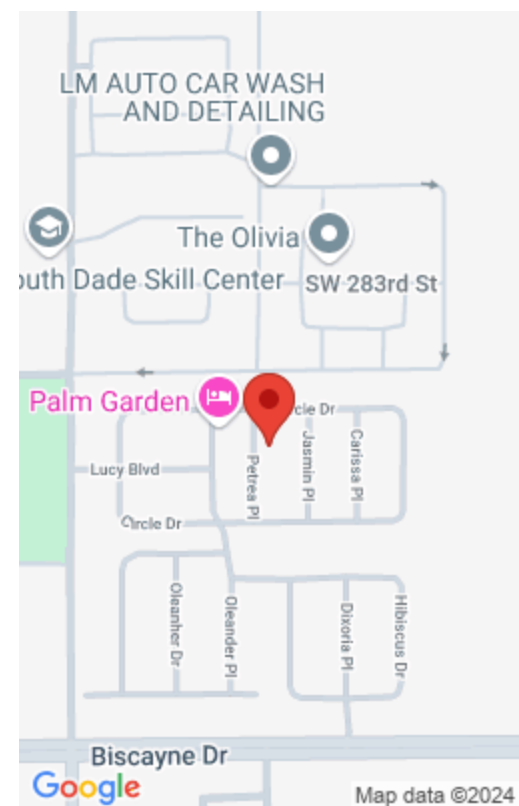 LM AUTO CAR WASH
AND DETAILING
The Olivia
outh Dade Skill Center
SW 283rd St
Palm Garden
cle Dr
Lucy Blvd
Petrea Pl
Jasmin Pl
Carissa Pl
Circle Dr
Oleanher Dr
Oleander Pl
Dixoria Pl
Hibiscus Dr
Biscayne Dr
Google
Map data ©2024